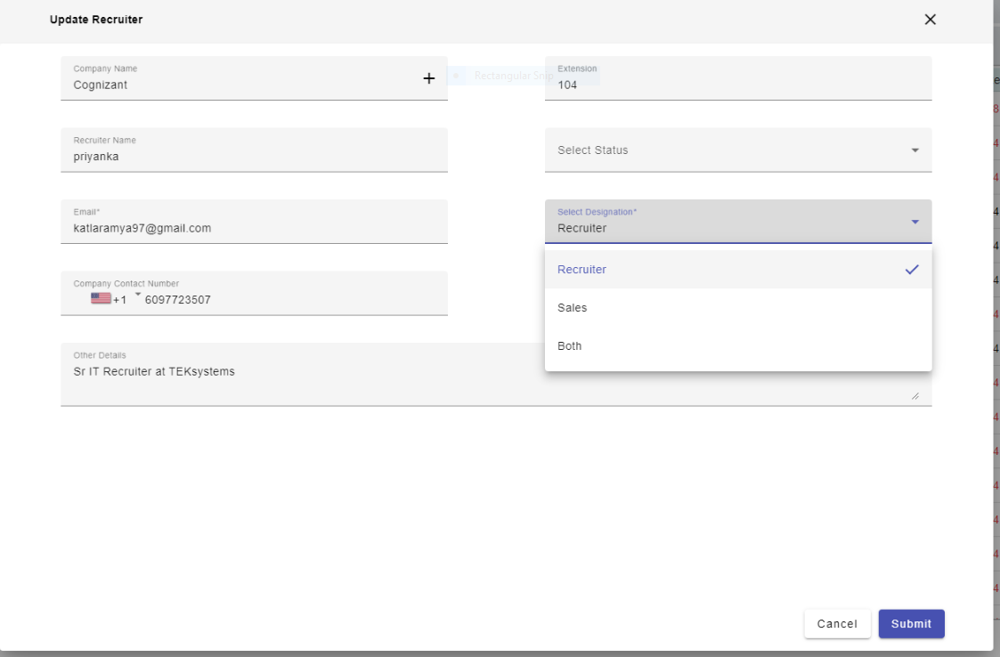 Update Recruiter
Company Name
Cognizant
Rectangular Snip
Extension
104
Recruiter Name
priyanka
Select Status
Email*
katlaramya97@gmail.com
Select Designation*
Recruiter
Recruiter
Sales
Both
Company Contact Number
+1 6097723507
Other Details
Sr IT Recruiter at TEKsystems
Cancel
Submit